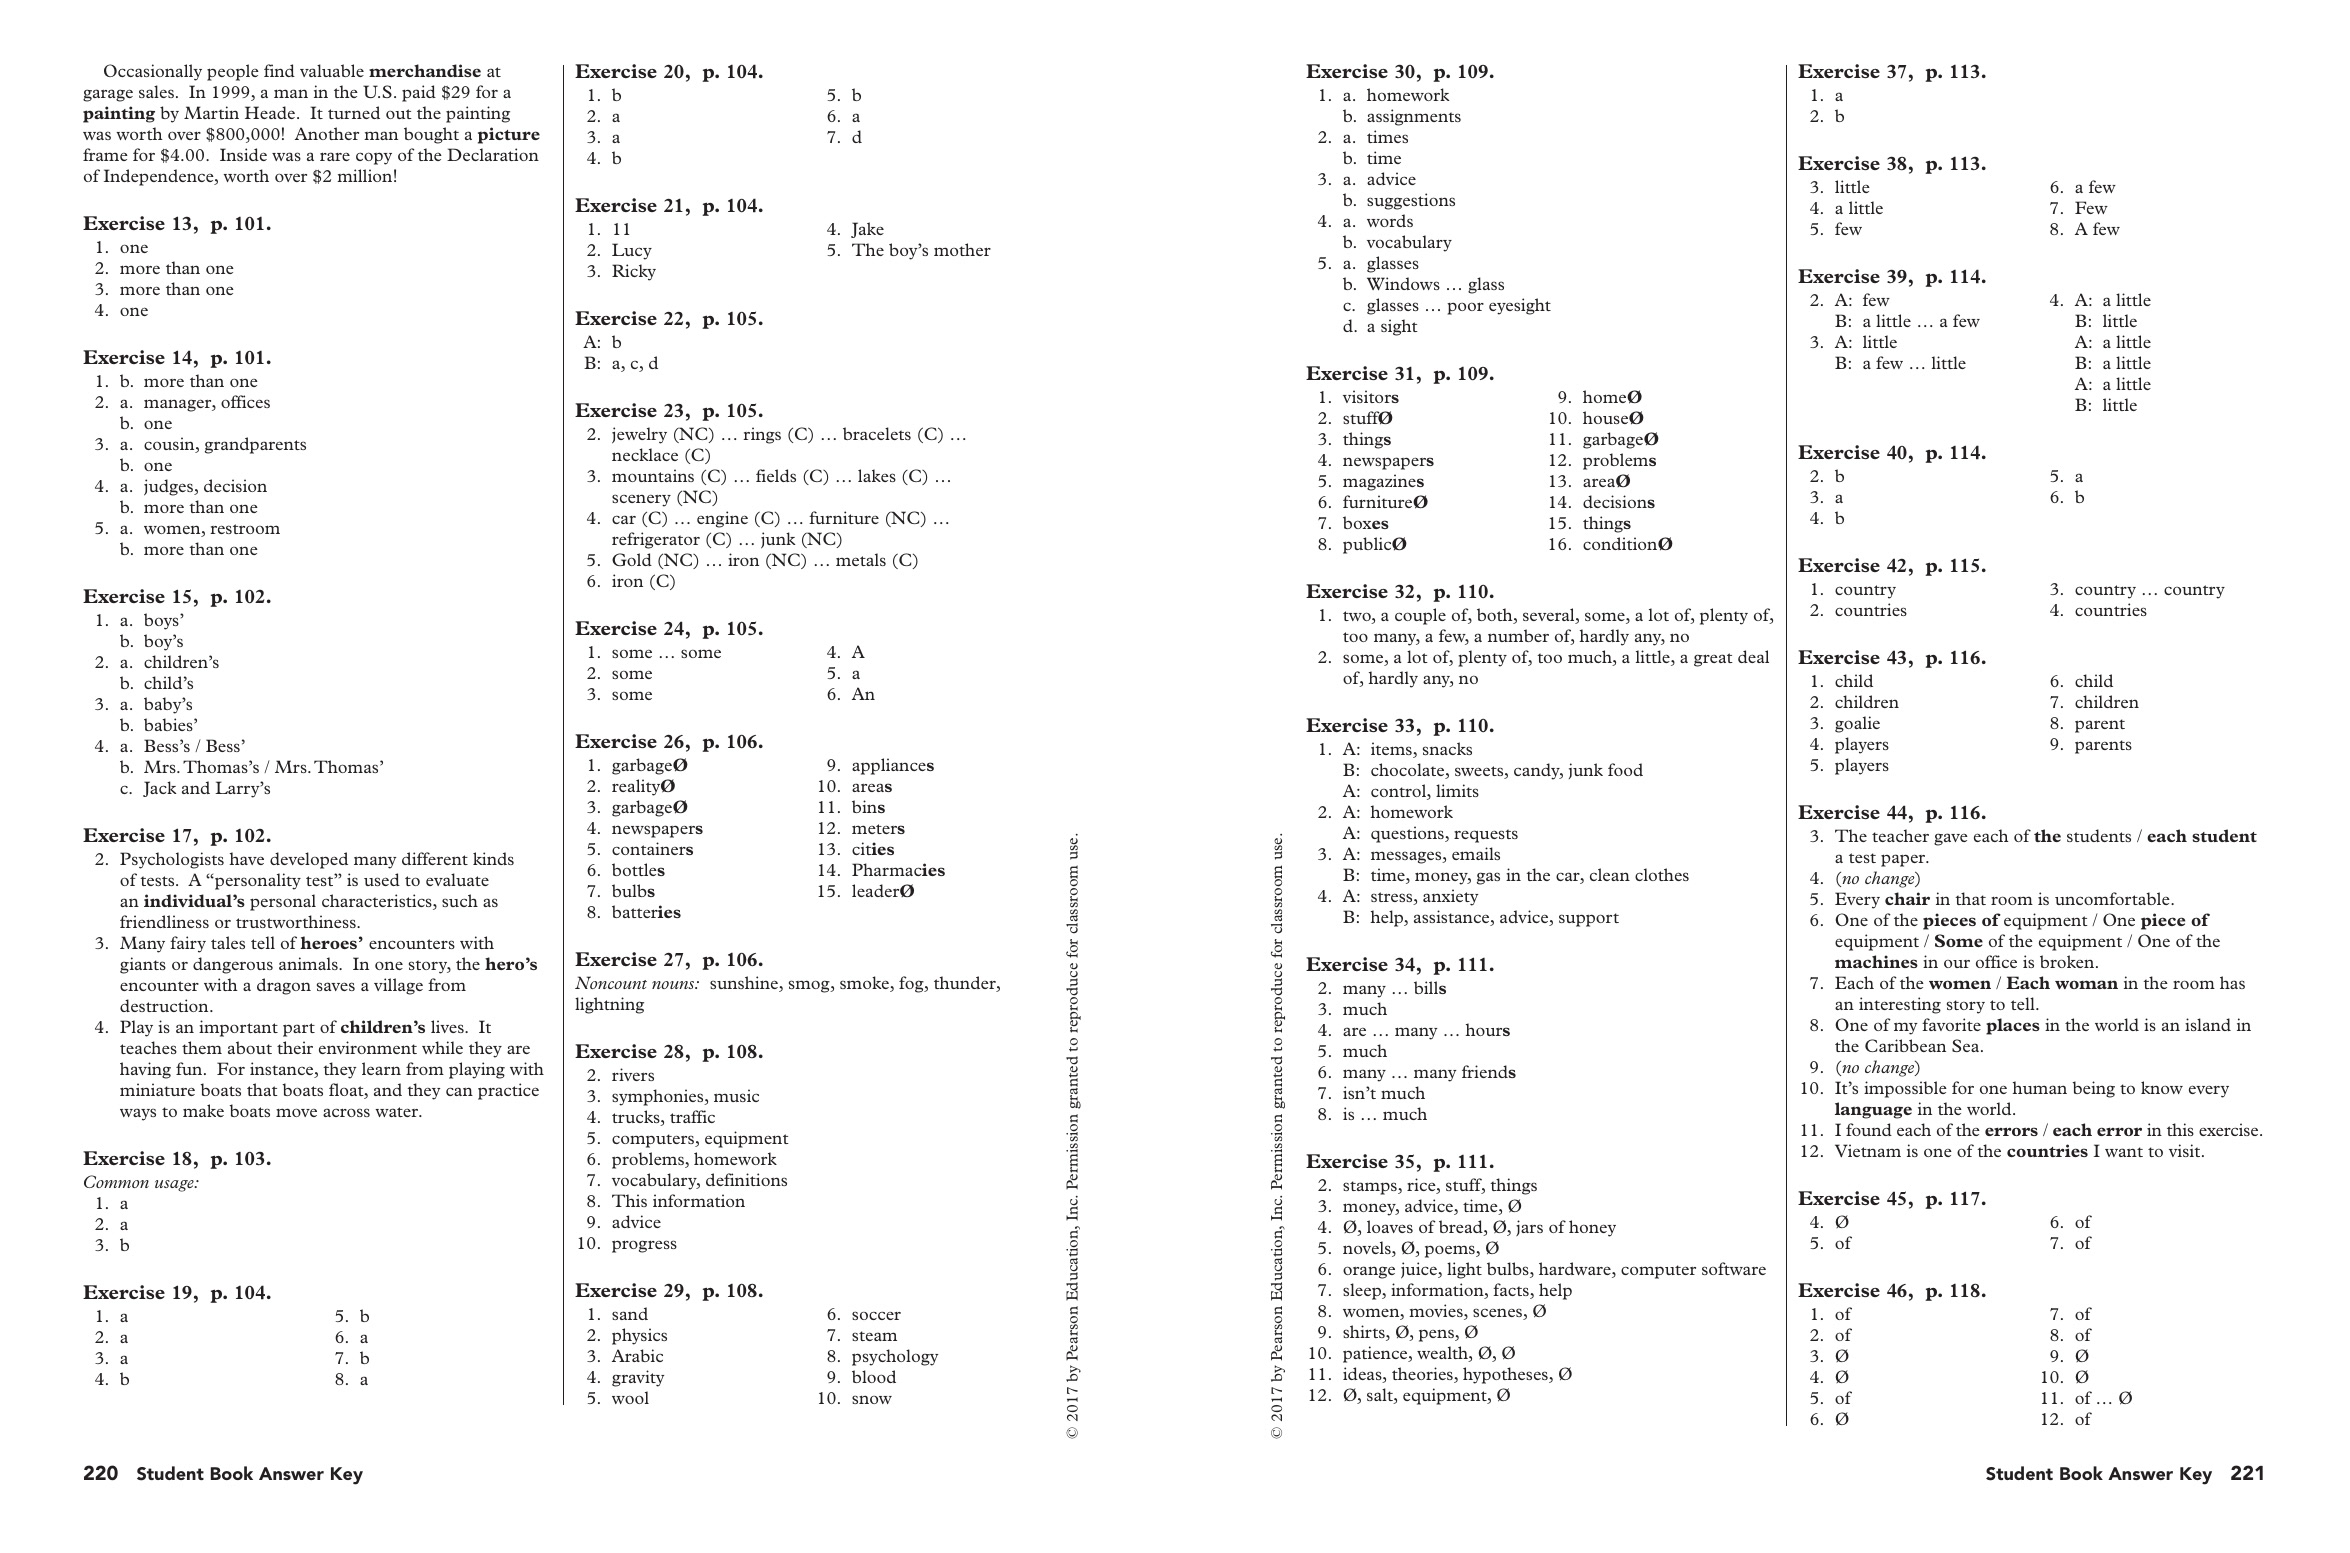 Occasionally people find valuable merchandise at
garage sales. In 1999, a man in the U.S. paid $29 for a
painting by Martin Heade. It turned out the painting
was worth over $800,000! Another man bought a picture
frame for $4.00. Inside was a rare copy of the Declaration
of Independence, worth over $2 million!
Exercise 13, p. 101.
1. one
2. more than one
3. more than one
4. one
Exercise 14, p. 101.
1. b. more than one
2. a. manager, offices
b. one
3. a. cousin, grandparents
b. one
4. a. judges, decision
b. more than one
5. a. women, restroom
b. more than one
Exercise 15, p. 102.
1. a. boys’
b. boy’s
2. a. children’s
b. child’s
3. a. baby’s
b. babies’
4. a. Bess’s / Bess’
b. Mrs. Thomas’s / Mrs. Thomas’
c. Jack and Larry’s
Exercise 17, p. 102.
2. Psychologists have developed many different kinds
of tests. A “personality test” is used to evaluate
an individual’s personal characteristics, such as
friendliness or trustworthiness.
3. Many fairy tales tell of heroes’ encounters with
giants or dangerous animals. In one story, the hero’s
encounter with a dragon saves a village from
destruction.
4. Play is an important part of children’s lives. It
teaches them about their environment while they are
having fun. For instance, they learn from playing with
miniature boats that boats float, and they can practice
ways to make boats move across water.
Exercise 18, p. 103.
Common usage:
1. a
2. a
3. b
Exercise 19, p. 104.
1. a
2. a
3. a
4. b
5. b
6. a
7. b
8. a
Exercise 20, p. 104.
1. b
2. a
3. a
4. b
5. b
6. a
7. d
Exercise 21, p. 104.
1. 11
2. Lucy
3. Ricky
4. Jake
5. The boy’s mother
Exercise 22, p. 105.
A: b
B: a, c, d
Exercise 23, p. 105.
2. jewelry (NC) … rings (C) … bracelets (C) …
necklace (C)
3. mountains (C) … fields (C) … lakes (C) …
scenery (NC)
4. car (C) … engine (C) … furniture (NC) …
refrigerator (C) … junk (NC)
5. Gold (NC) … iron (NC) … metals (C)
6. iron (C)
Exercise 24, p. 105.
1. some … some
2. some
3. some
4. A
5. a
6. An
Exercise 26, p. 106.
1. garbageØ
2. realityØ
3. garbageØ
4. newspapers
5. containers
6. bottles
7. bulbs
8. batteries
9. appliances
10. areas
11. bins
12. meters
13. cities
14. Pharmacies
15. leaderØ
Exercise 27, p. 106.
Noncount nouns: sunshine, smog, smoke, fog, thunder,
lightning
Exercise 28, p. 108.
2. rivers
3. symphonies, music
4. trucks, traffic
5. computers, equipment
6. problems, homework
7. vocabulary, definitions
8. This information
9. advice
10. progress
Exercise 29, p. 108.
1. sand
2. physics
3. Arabic
4. gravity
5. wool
6. soccer
7. steam
8. psychology
9. blood
10. snow
© 2017 by Pearson Education, Inc. Permission granted to reproduce for classroom use.
220 Student Book Answer Key
© 2017 by Pearson Education, Inc. Permission granted to reproduce for classroom use.
Exercise 30, p. 109.
1. a. homework
b. assignments
2. a. times
b. time
3. a. advice
b. suggestions
4. a. words
b. vocabulary
5. a. glasses
b. Windows … glass
c. glasses … poor eyesight
d. a sight
Exercise 31, p. 109.
1. visitors
2. stuffØ
3. things
4. newspapers
5. magazines
6. furnitureØ
7. boxes
8. publicØ
9. homeØ
10. houseØ
11. garbageØ
12. problems
13. areaØ
14. decisions
15. things
16. conditionØ
Exercise 32, p. 110.
1. two, a couple of, both, several, some, a lot of, plenty of,
too many, a few, a number of, hardly any, no
2. some, a lot of, plenty of, too much, a little, a great deal
of, hardly any, no
Exercise 33, p. 110.
1. A: items, snacks
B: chocolate, sweets, candy, junk food
A: control, limits
2. A: homework
A: questions, requests
3. A: messages, emails
B: time, money, gas in the car, clean clothes
4. A: stress, anxiety
B: help, assistance, advice, support
Exercise 34, p. 111.
2. many … bills
3. much
4. are … many … hours
5. much
6. many … many friends
7. isn’t much
8. is … much
Exercise 35, p. 111.
2. stamps, rice, stuff, things
3. money, advice, time, Ø
4. Ø, loaves of bread, Ø, jars of honey
5. novels, Ø, poems, Ø
6. orange juice, light bulbs, hardware, computer software
7. sleep, information, facts, help
8. women, movies, scenes, Ø
9. shirts, Ø, pens, Ø
10. patience, wealth, Ø, Ø
11. ideas, theories, hypotheses, Ø
12. Ø, salt, equipment, Ø
Exercise 37, p. 113.
1. a
2. b
Exercise 38, p. 113.
3. little
4. a little
5. few
6. a few
7. Few
8. A few
Exercise 39, p. 114.
2. A: few
B: a little … a few
3. A: little
B: a few … little
4. A: a little
B: little
A: a little
B: a little
A: a little
B: little
Exercise 40, p. 114.
2. b
3. a
4. b
5. a
6. b
Exercise 42, p. 115.
1. country
2. countries
3. country … country
4. countries
Exercise 43, p. 116.
1. child
2. children
3. goalie
4. players
5. players
6. child
7. children
8. parent
9. parents
Exercise 44, p. 116.
3. The teacher gave each of the students / each student
a test paper.
4. (no change)
5. Every chair in that room is uncomfortable.
6. One of the pieces of equipment / One piece of
equipment / Some of the equipment / One of the
machines in our office is broken.
7. Each of the women / Each woman in the room has
an interesting story to tell.
8. One of my favorite places in the world is an island in
the Caribbean Sea.
9. (no change)
10. It’s impossible for one human being to know every
language in the world.
11. I found each of the errors / each error in this exercise.
12. Vietnam is one of the countries I want to visit.
Exercise 45, p. 117.
4. Ø
5. of
6. of
7. of
Exercise 46, p. 118.
1. of
2. of
3. Ø
4. Ø
5. of
6. Ø
7. of
8. of
9. Ø
10. Ø
11. of … Ø
12. of
Student Book Answer Key 221